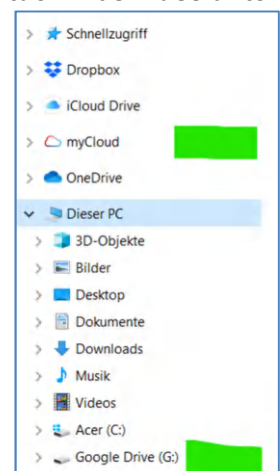 Schnellzugriff
Dropbox
iCloud Drive
myCloud
OneDrive
Dieser PC
3D-Objekte
Bilder
Desktop
Dokumente
Downloads
Musik
Videos
Acer (C:)
Google Drive (G:)